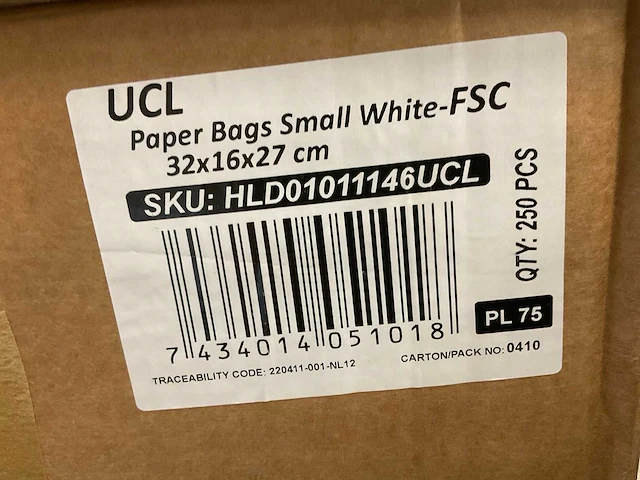 UCL
Paper Bags Small White-FSC
32x16x27 cm
SKU: HLD01011146UCL
QTY: 250 PCS
PL 75
7 434014 051018
CARTON/PACK NO: 0410
TRACEABILITY CODE: 220411-001-NL12